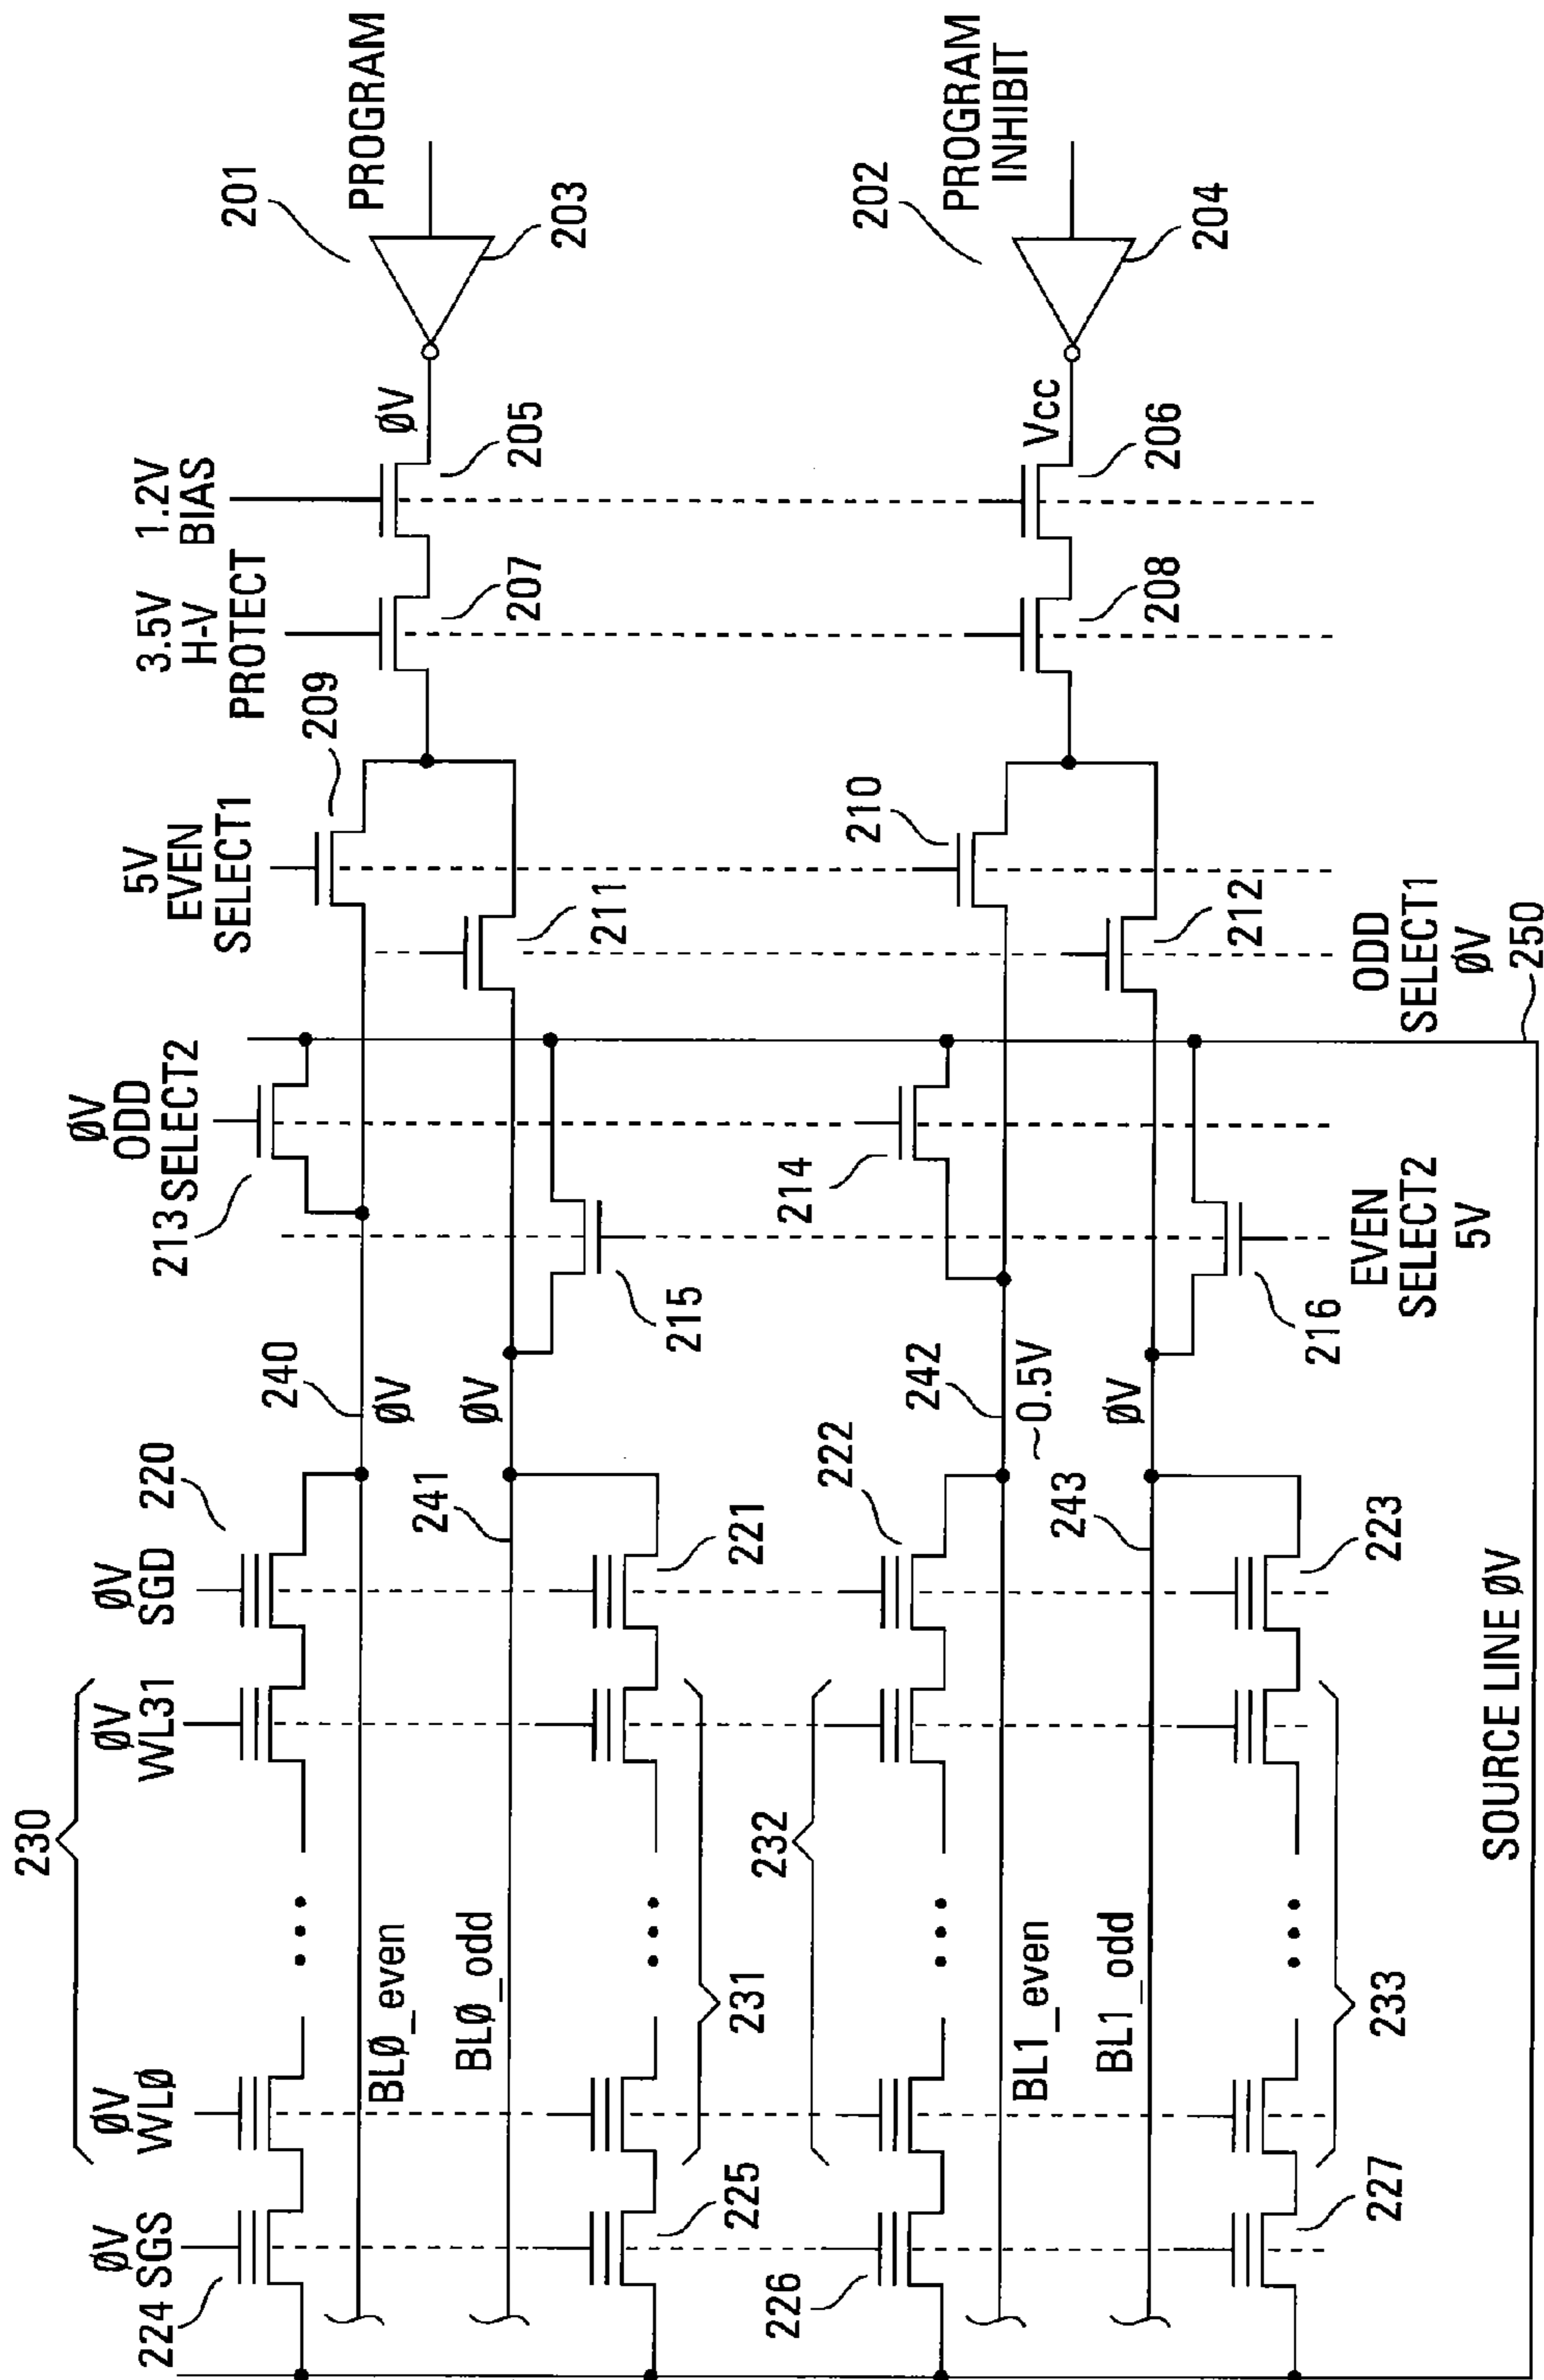 230
ØV
SGS
224
ØV
WLØ
ØV
WL31
ØV
SGD
220
240
ØV
213
ØV
ODD
SELECT2
5V
EVEN
SELECT1
209
3.5V
H-V
PROTECT
207
1.2V
BIAS
205
ØV
201
203
PROGRAM
BLØ_even
BLØ_odd
241
ØV
211
215
225
231
221
226
232
222
242
~0.5V
214
210
208
206
Vcc
202
204
PROGRAM
INHIBIT
BL1_even
BL1_odd
243
ØV
212
216
227
233
223
EVEN
SELECT2
5V
ODD
SELECT1
ØV
250
SOURCE LINE ØV